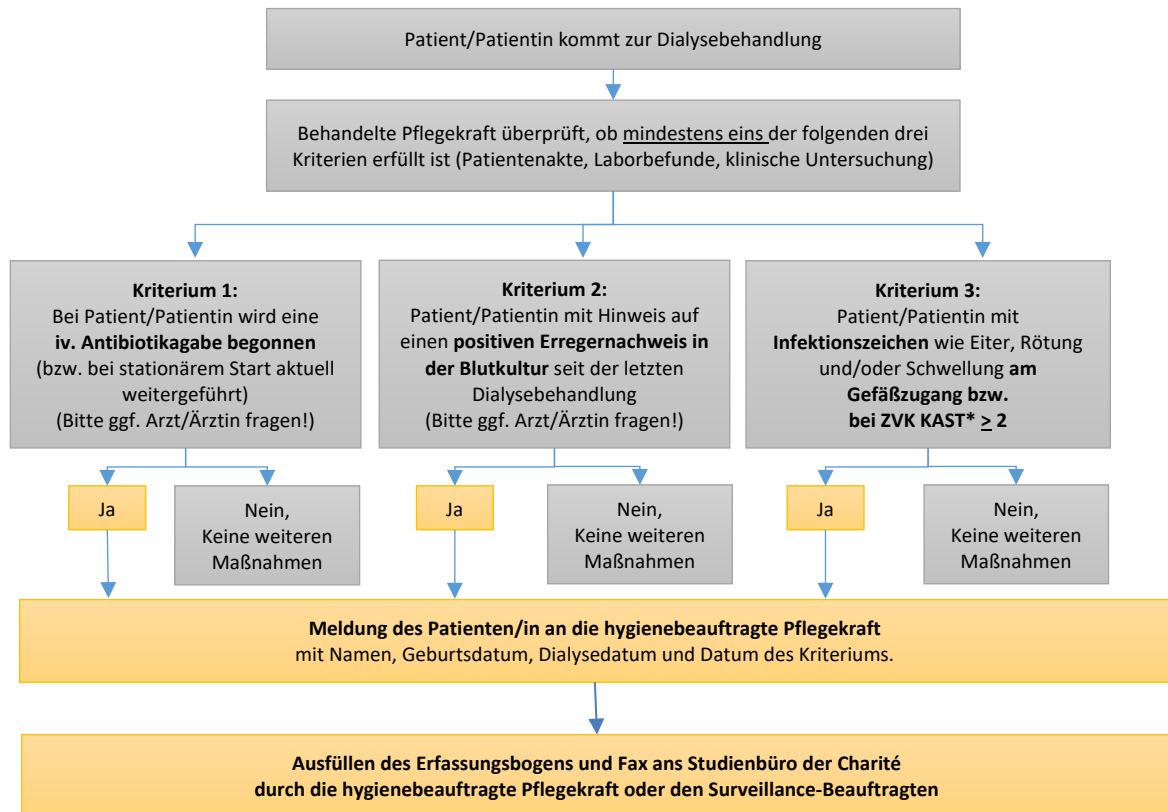 Patient/Patientin kommt zur Dialysebehandlung
Behandelte Pflegekraft überprüft, ob mindestens eins der folgenden drei
Kriterien erfüllt ist (Patientenakte, Laborbefunde, klinische Untersuchung)
Kriterium 1:
Bei Patient/Patientin wird eine
iv. Antibiotikagabe begonnen
(bzw. bei stationärem Start aktuell
weitergeführt)
(Bitte ggf. Arzt/Ärztin fragen!)
Kriterium 2:
Patient/Patientin mit Hinweis auf
einen positiven Erregernachweis in
der Blutkultur seit der letzten
Dialysebehandlung
(Bitte ggf. Arzt/Ärztin fragen!)
Kriterium 3:
Patient/Patientin mit
Infektionszeichen wie Eiter, Rötung
und/oder Schwellung am
Gefäßzugang bzw.
bei ZVK KAST* ≥ 2
Ja
Nein,
Keine weiteren
Maßnahmen
Ja
Nein,
Keine weiteren
Maßnahmen
Ja
Nein,
Keine weiteren
Maßnahmen
Meldung des Patienten/in an die hygienebeauftragte Pflegekraft
mit Namen, Geburtsdatum, Dialysedatum und Datum des Kriteriums.
Ausfüllen des Erfassungsbogens und Fax ans Studienbüro der Charité
durch die hygienebeauftragte Pflegekraft oder den Surveillance-Beauftragten